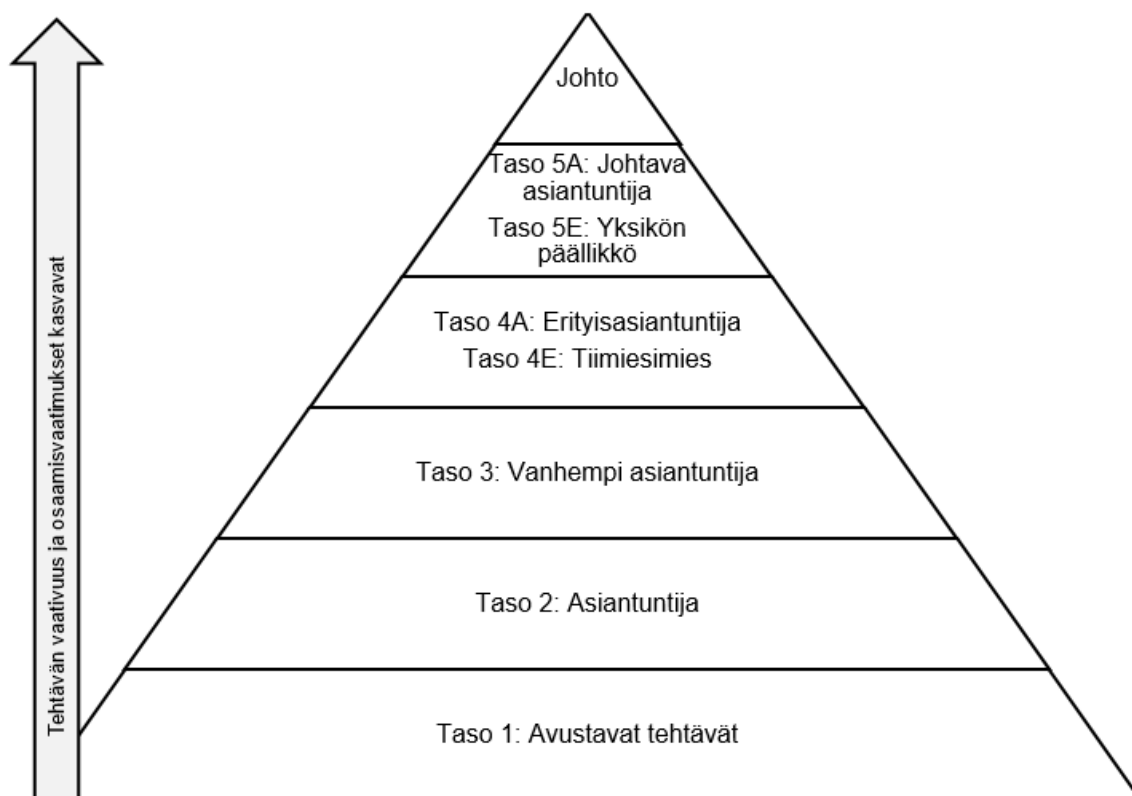 Johto
Taso 5A: Johtava
asiantuntija
Taso 5E: Yksikön
päällikkö
Taso 4A: Erityisasiantuntija
Taso 4E: Tiimiesimies
Taso 3: Vanhempi asiantuntija
Taso 2: Asiantuntija
Taso 1: Avustavat tehtävät
Tehtävän vaativuus ja osaamisvaatimukset kasvavat